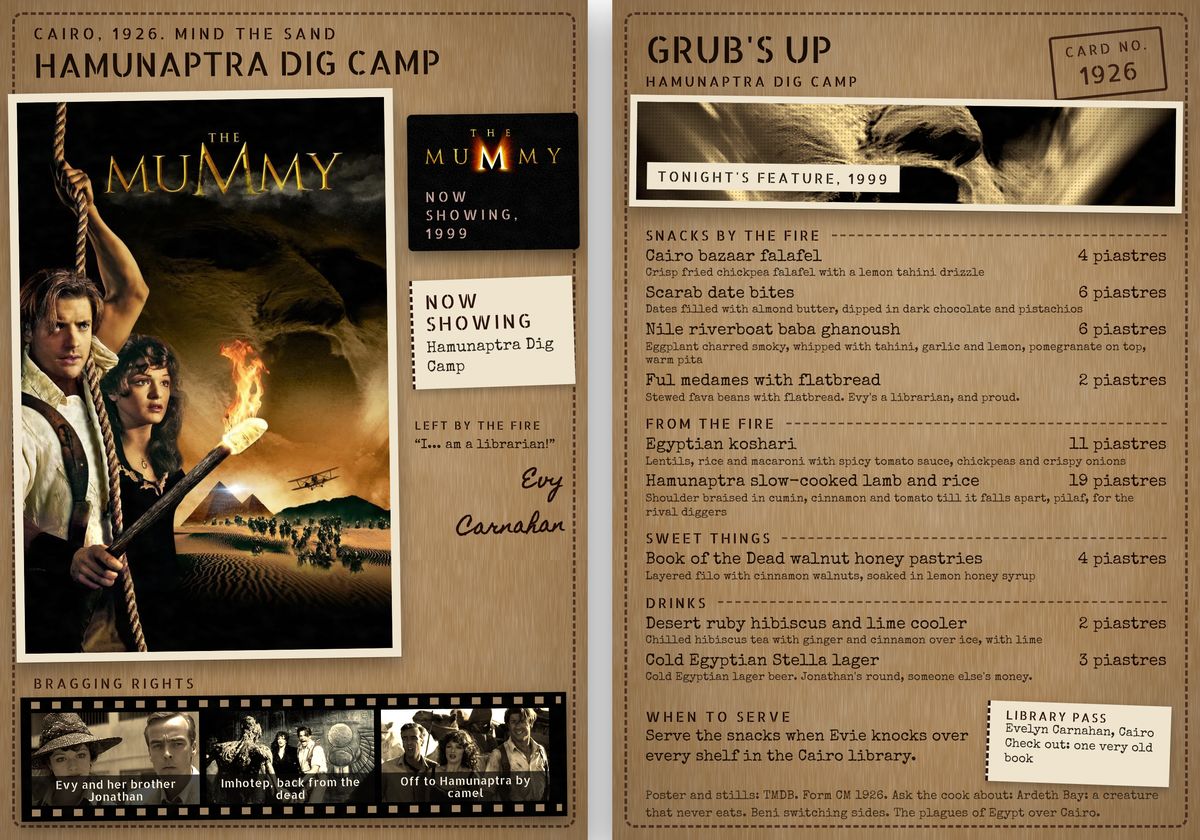 CAIRO, 1926. MIND THE SAND
HAMUNAPTRA DIG CAMP
THE
MUMMY
THE
MUMMY
NOW
SHOWING,
1999
NOW
SHOWING
Hamunaptra Dig
Camp
LEFT BY THE FIRE
“I... am a librarian!”
Evy
Carnahan
BRAGGING RIGHTS
Evy and her brother
Jonathan
Imhotep, back from the
dead
Off to Hamunaptra by
camel
GRUB'S UP
HAMUNAPTRA DIG CAMP
CARD NO.
1926
TONIGHT'S FEATURE, 1999
SNACKS BY THE FIRE
Cairo bazaar falafel 4 piastres
Crisp fried chickpea falafel with a lemon tahini drizzle
Scarab date bites 6 piastres
Dates filled with almond butter, dipped in dark chocolate and pistachios
Nile riverboat baba ghanoush 6 piastres
Eggplant charred smoky, whipped with tahini, garlic and lemon, pomegranate on top,
warm pita
Ful medames with flatbread 2 piastres
Stewed fava beans with flatbread. Evy's a librarian, and proud.
FROM THE FIRE
Egyptian koshari 11 piastres
Lentils, rice and macaroni with spicy tomato sauce, chickpeas and crispy onions
Hamunaptra slow-cooked lamb and rice 19 piastres
Shoulder braised in cumin, cinnamon and tomato till it falls apart, pilaf, for the
rival diggers
SWEET THINGS
Book of the Dead walnut honey pastries 4 piastres
Layered filo with cinnamon walnuts, soaked in lemon honey syrup
DRINKS
Desert ruby hibiscus and lime cooler 2 piastres
Chilled hibiscus tea with ginger and cinnamon over ice, with lime
Cold Egyptian Stella lager 3 piastres
Cold Egyptian lager beer. Jonathan's round, someone else's money.
WHEN TO SERVE
Serve the snacks when Evie knocks over
every shelf in the Cairo library.
LIBRARY PASS
Evelyn Carnahan, Cairo
Check out: one very old
book
Poster and stills: TMDB. Form CM 1926. Ask the cook about: Ardeth Bay: a creature
that never eats. Beni switching sides. The plagues of Egypt over Cairo.